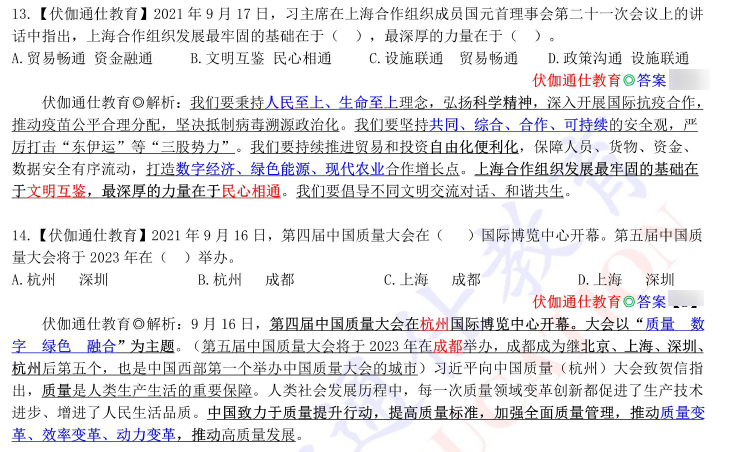 13.【伏伽通仕教育】2021 年 9 月 17 日，习主席在上海合作组织成员国元首理事会第二十一次会议上的讲
话中指出，上海合作组织发展最牢固的基础在于（ ），最深厚的力量在于（ ）。
A.贸易畅通 资金融通 B.文明互鉴 民心相通 C.设施联通 贸易畅通 D.政策沟通 设施联通
伏伽通仕教育◎答案
伏伽通仕教育◎解析：我们要秉持人民至上、生命至上理念，弘扬科学精神，深入开展国际抗疫合作，
推动疫苗公平合理分配，坚决抵制病毒溯源政治化。我们要坚持共同、综合、合作、可持续的安全观，严
厉打击“东伊运”等“三股势力”。我们要持续推进贸易和投资自由化便利化，保障人员、货物、资金、
数据安全有序流动，打造数字经济、绿色能源、现代农业合作增长点。上海合作组织发展最牢固的基础在
于文明互鉴，最深厚的力量在于民心相通。我们要倡导不同文明交流对话、和谐共生。
14.【伏伽通仕教育】2021 年 9 月 16 日，第四届中国质量大会在（ ）国际博览中心开幕。第五届中国质
量大会将于 2023 年在（ ）举办。
A.杭州 深圳 B.杭州 成都 C.上海 成都 D.上海 深圳
伏伽通仕教育◎答案
伏伽通仕教育◎解析：9 月 16 日，第四届中国质量大会在杭州国际博览中心开幕。大会以“质量 数
字 绿色 融合”为主题。（第五届中国质量大会将于 2023 年在成都举办，成都成为继北京、上海、深圳、
杭州后第五个，也是中国西部第一个举办中国质量大会的城市）习近平向中国质量（杭州）大会致贺信指
出，质量是人类生产生活的重要保障。人类社会发展历程中，每一次质量领域变革创新都促进了生产技术
进步、增进了人民生活品质。中国致力于质量提升行动，提高质量标准，加强全面质量管理，推动质量变
革、效率变革、动力变革，推动高质量发展。